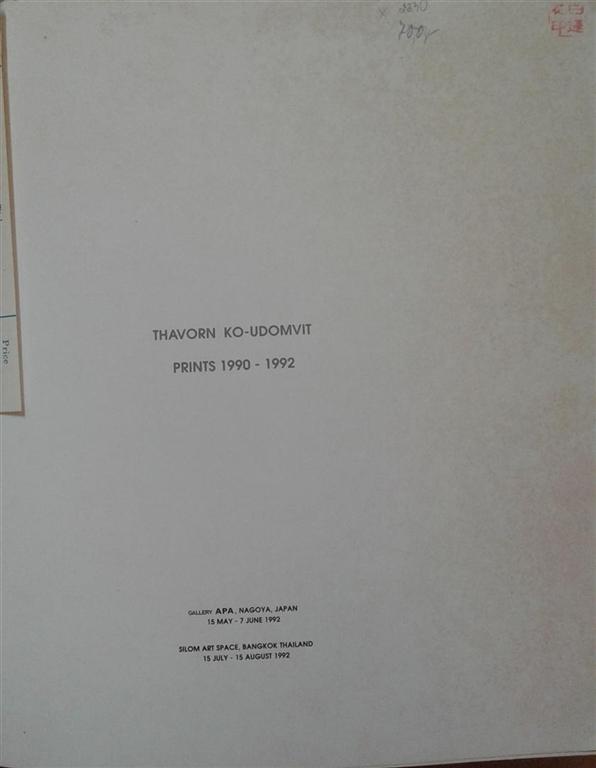 THAVORN KO-UDOMVIT
PRINTS 1990 - 1992
Price
GALLERY APA, NAGOYA, JAPAN
15 MAY - 7 JUNE 1992
SILOM ART SPACE, BANGKOK THAILAND
15 JULY - 15 AUGUST 1992